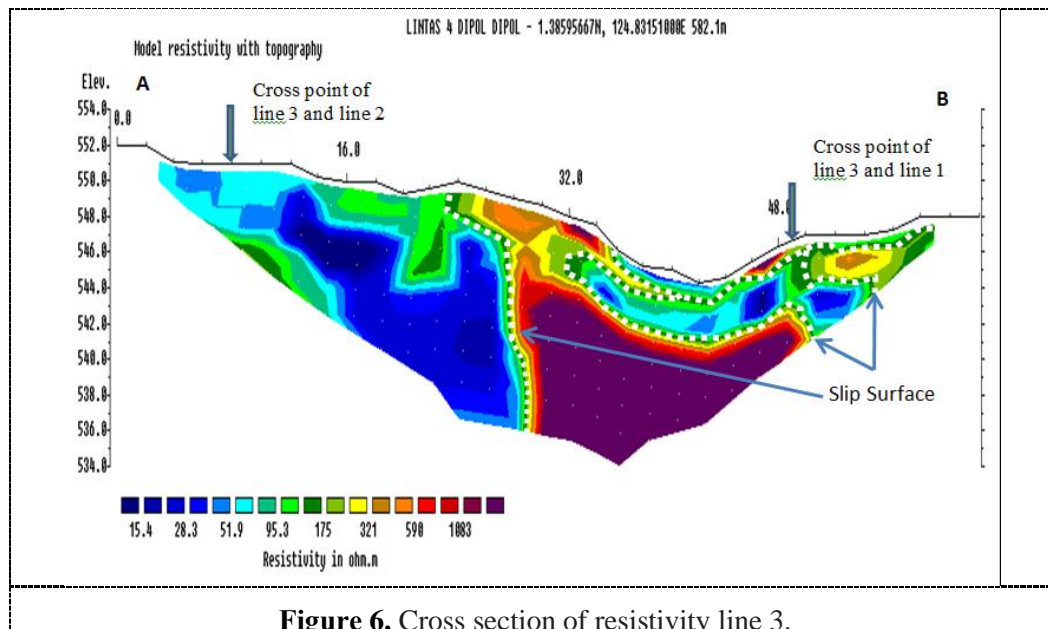 LINTAS 4 DIPOL DIPOL - 1.38595667N, 124.83151000E 582.1m
Model resistivity with topography
Elev.
A
B
Cross point of
line 3 and line 2
Cross point of
line 3 and line 1
554.0
552.0
550.0
548.0
546.0
544.0
542.0
540.0
538.0
536.0
534.0
0.0
16.0
32.0
48.0
Slip Surface
15.4 28.3 51.9 95.3 175 321 590 1083
Resistivity in ohm.m
Figure 6. Cross section of resistivity line 3.